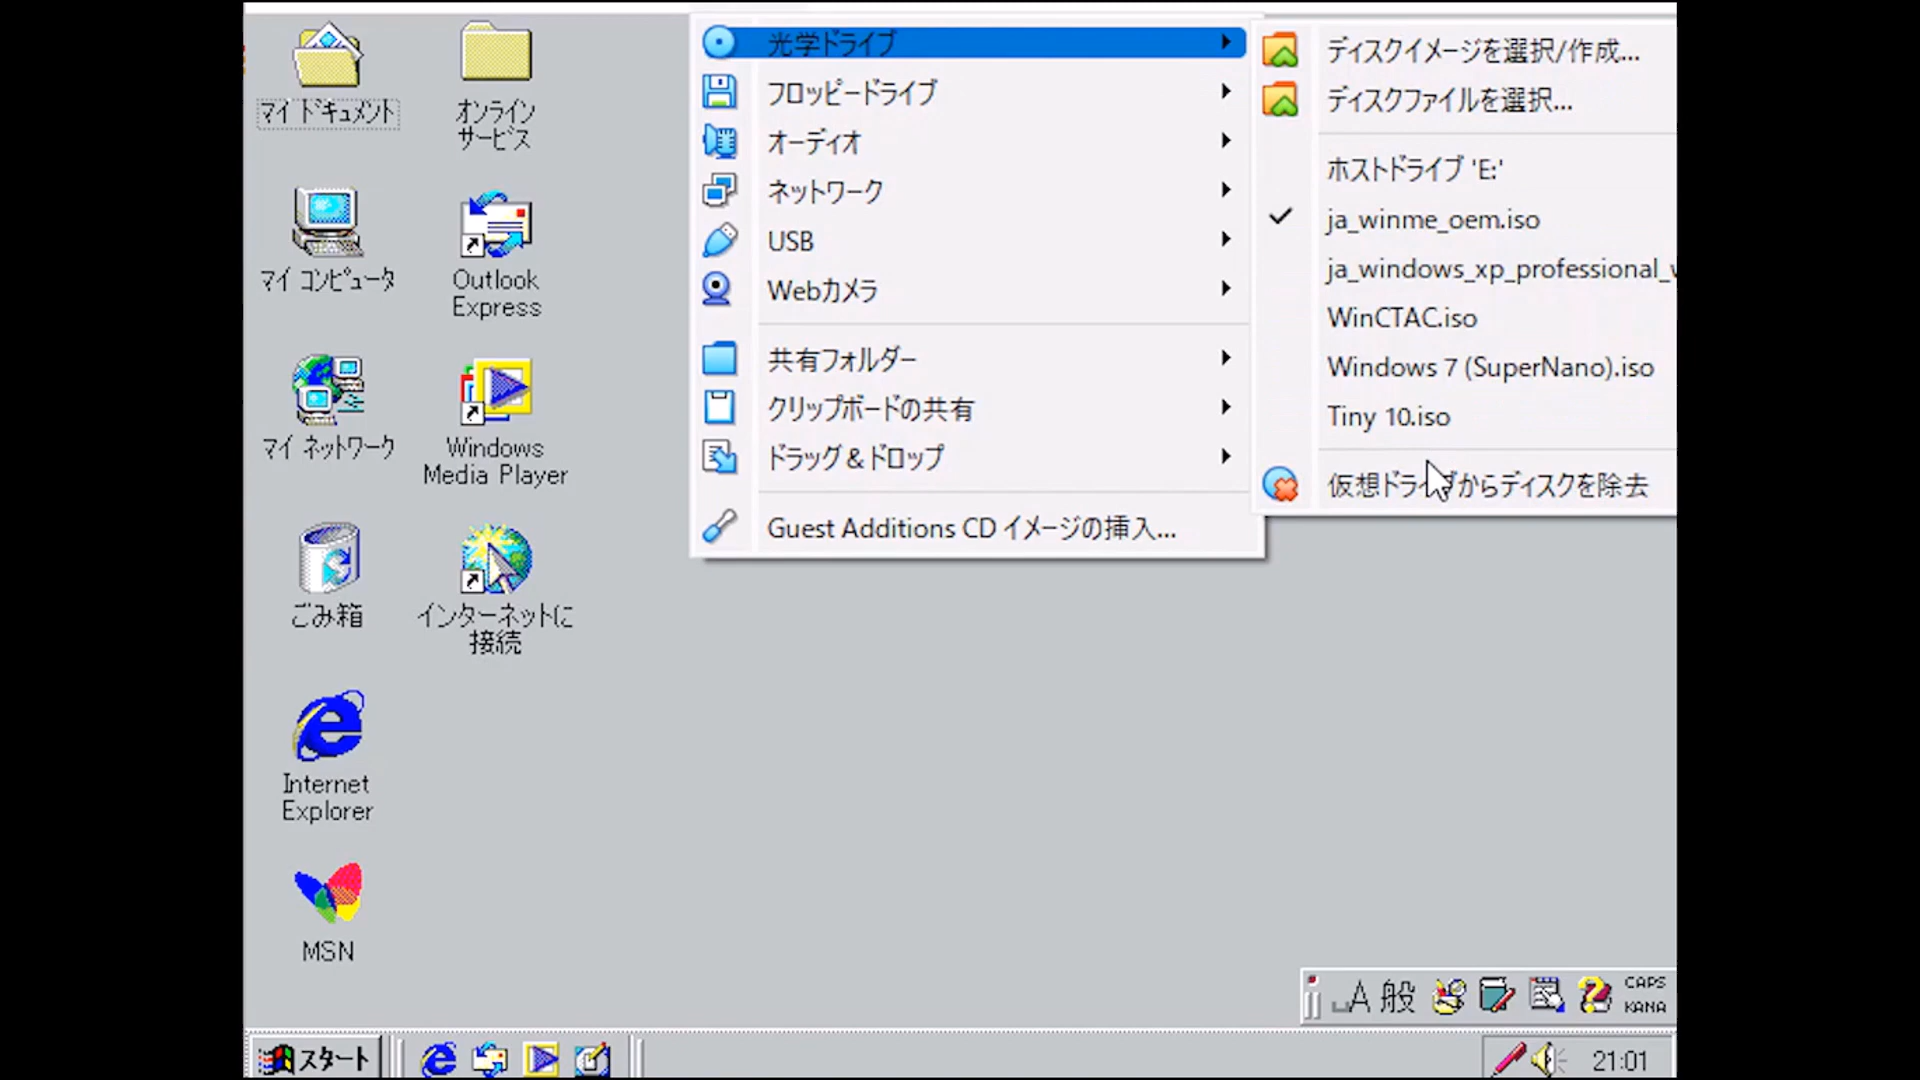 マイ ドキュメント
オンライン
サービス
マイ コンピュータ
Outlook
Express
マイ ネットワーク
Windows
Media Player
ごみ箱
インターネットに
接続
Internet
Explorer
MSN
光学ドライブ
フロッピードライブ
オーディオ
ネットワーク
USB
Webカメラ
共有フォルダー
クリップボードの共有
ドラッグ&ドロップ
Guest Additions CD イメージの挿入...
ディスクイメージを選択/作成...
ディスクファイルを選択...
ホストドライブ 'E:'
ja_winme_oem.iso
ja_windows_xp_professional_
WinCTAC.iso
Windows 7 (SuperNano).iso
Tiny 10.iso
仮想ドライブからディスクを除去
A 般
CAPS
KANA
スタート
21:01